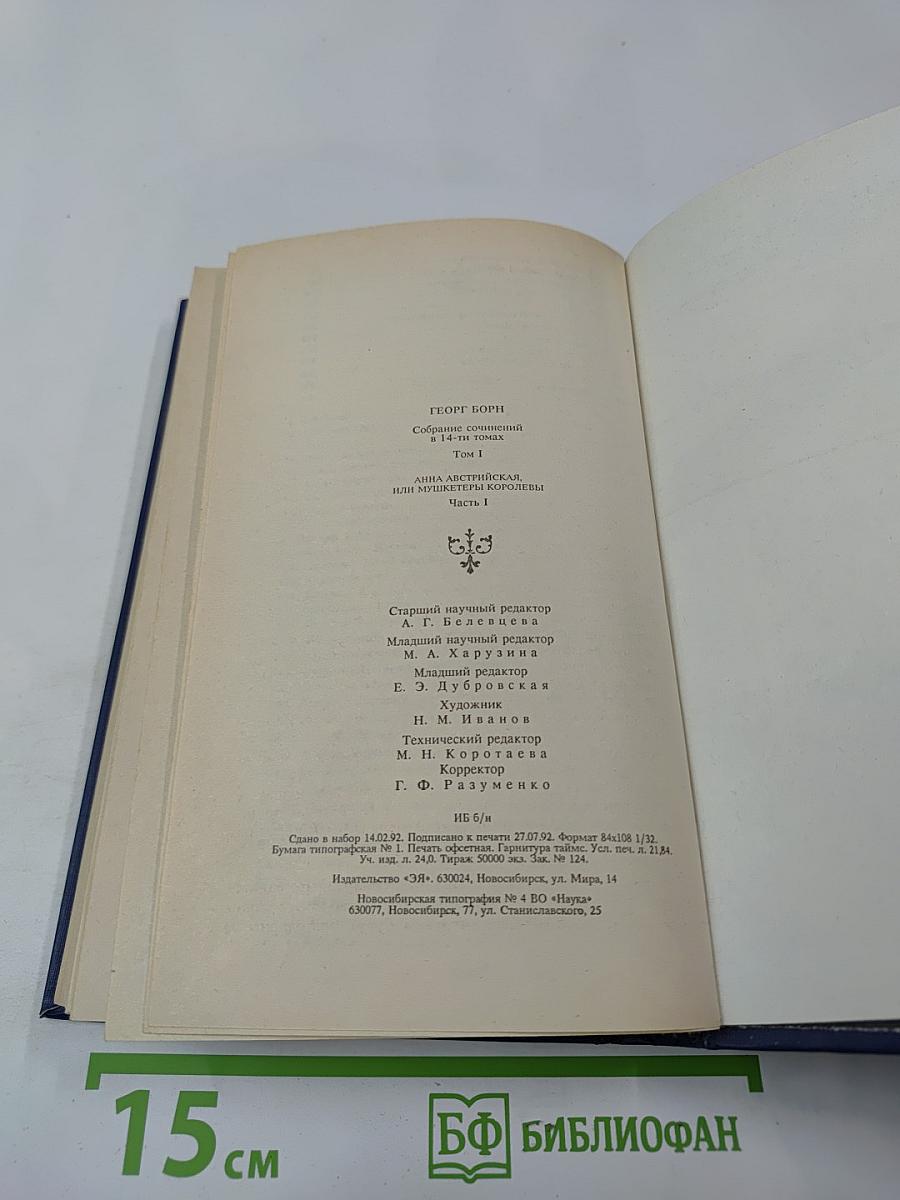 ГЕОРГ БОРН
Собрание сочинений
в 14-ти томах
Том I
АННА АВСТРИЙСКАЯ,
ИЛИ МУШКЕТЕРЫ КОРОЛЕВЫ
Часть I
Старший научный редактор
А. Г. Белевцева
Младший научный редактор
М. А. Харузина
Младший редактор
Е. Э. Дубровская
Художник
Н. М. Иванов
Технический редактор
М. Н. Коротаева
Корректор
Г. Ф. Разуменко
ИБ б/н
Сдано в набор 14.02.92. Подписано к печати 27.07.92. Формат 84х108 1/32.
Бумага типографская № 1. Печать офсетная. Гарнитура таймс. Усл. печ. л. 21,84.
Уч. изд. л. 24,0. Тираж 50000 экз. Зак. № 124.
Издательство «ЭЯ». 630024, Новосибирск, ул. Мира, 14
Новосибирская типография № 4 ВО «Наука»
630077, Новосибирск, 77, ул. Станиславского, 25
15 см
БФ БИБЛИОФАН